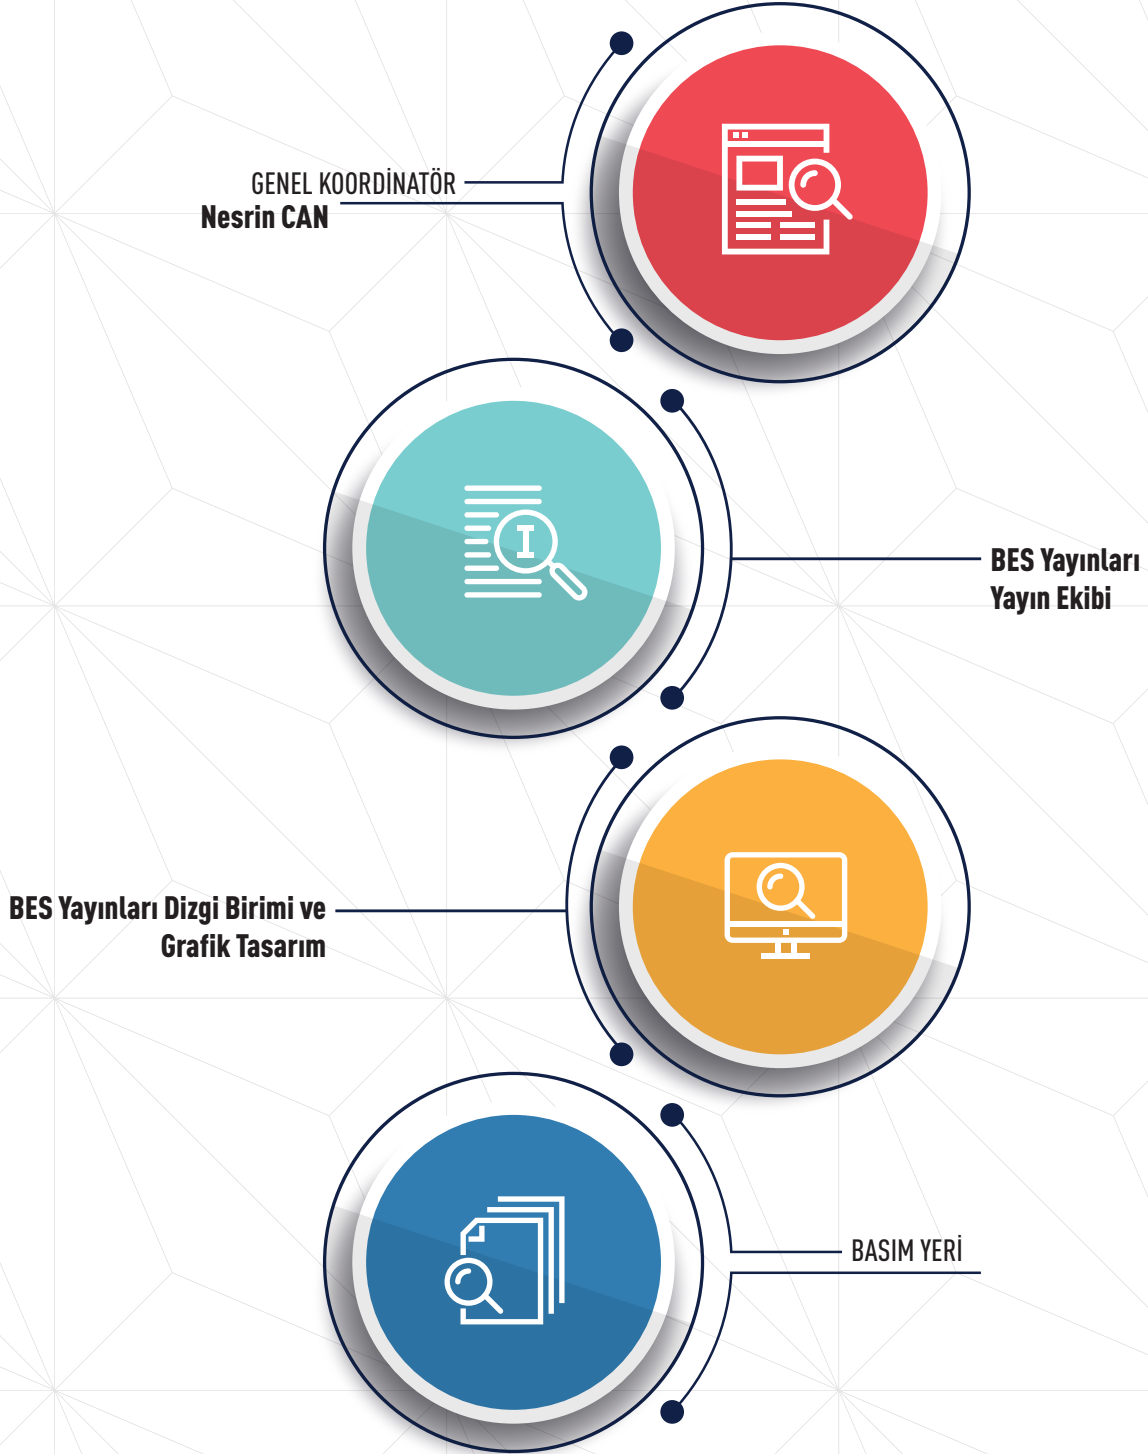 GENEL KOORDİNATÖR
Nesrin CAN
BES Yayınları
Yayın Ekibi
BES Yayınları Dizgi Birimi ve
Grafik Tasarım
BASIM YERİ